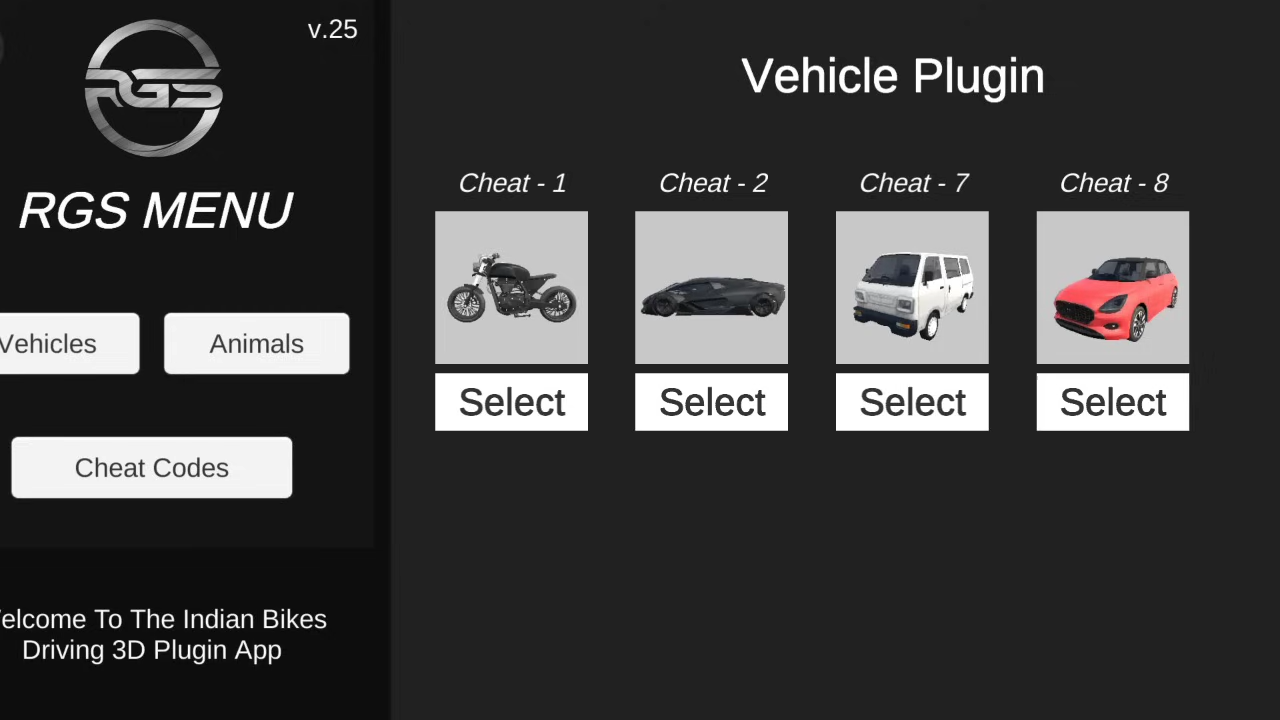 v.25
RGS
RGS MENU
Vehicles
Animals
Cheat Codes
elcome To The Indian Bikes
Driving 3D Plugin App
Vehicle Plugin
Cheat - 1
Cheat - 2
Cheat - 7
Cheat - 8
Select
Select
Select
Select